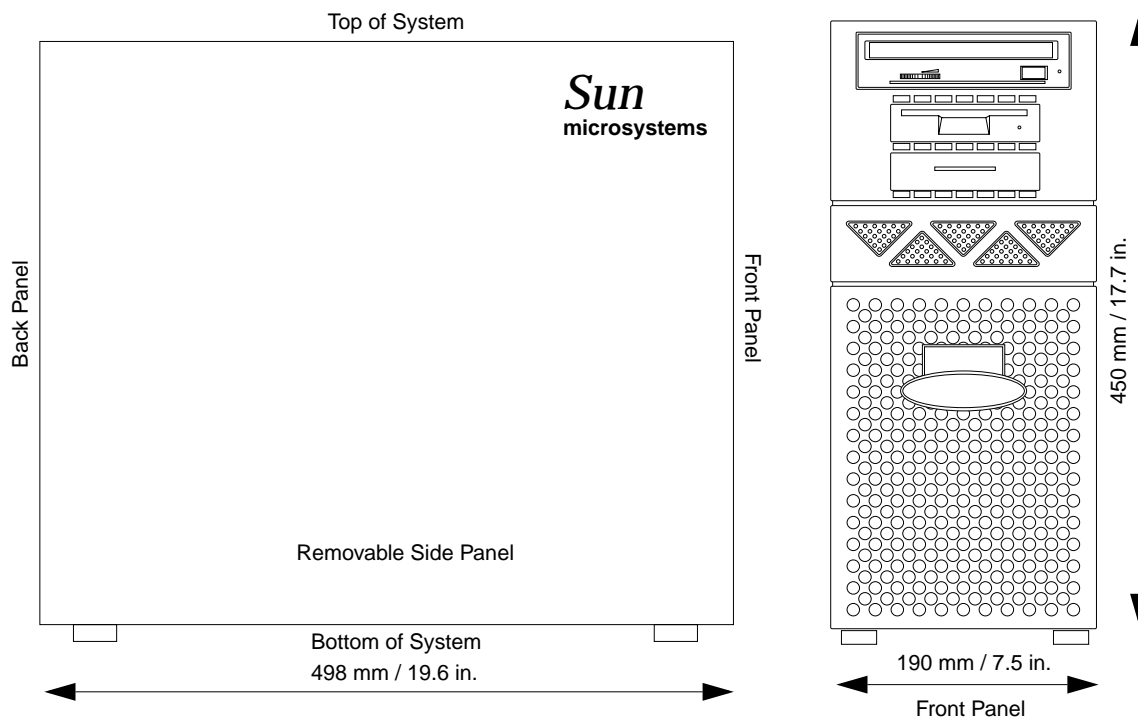 Top of System
Sun
microsystems
Back Panel
Front Panel
Removable Side Panel
Bottom of System
498 mm / 19.6 in.
450 mm / 17.7 in.
190 mm / 7.5 in.
Front Panel